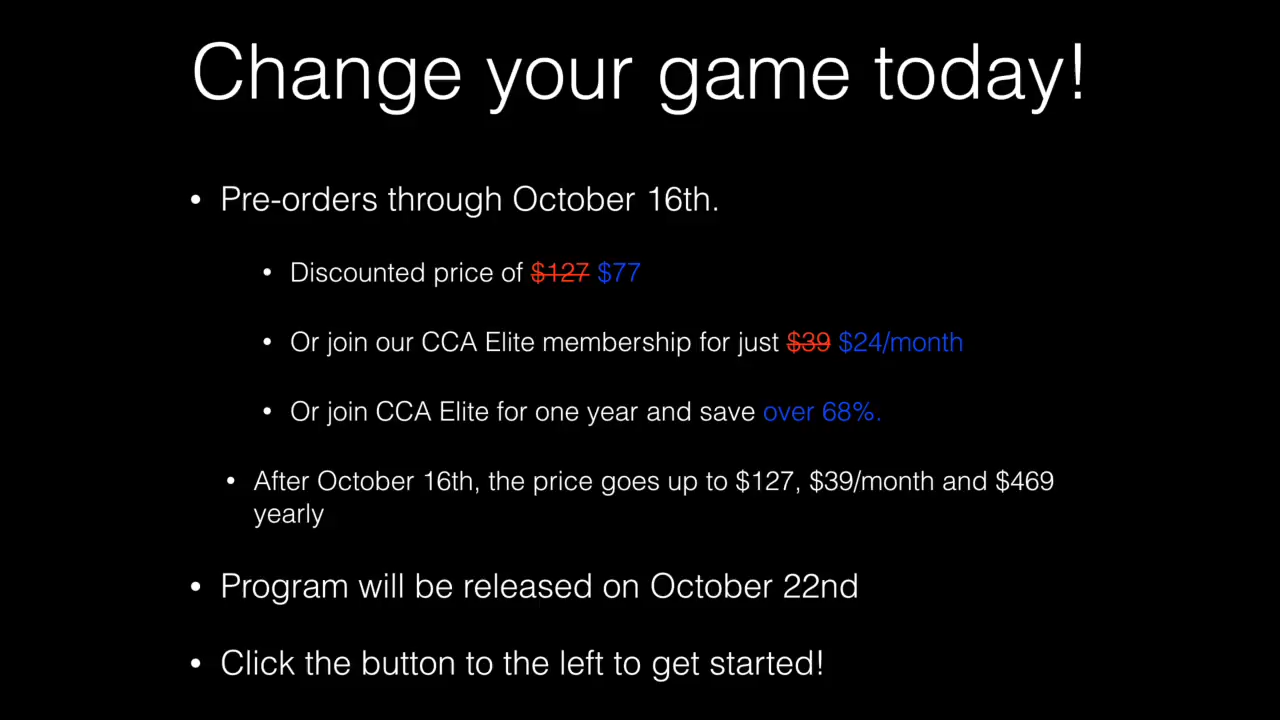 Change your game today!
• Pre-orders through October 16th.
• Discounted price of $127 $77
• Or join our CCA Elite membership for just $39 $24/month
• Or join CCA Elite for one year and save over 68%.
• After October 16th, the price goes up to $127, $39/month and $469
yearly
• Program will be released on October 22nd
• Click the button to the left to get started!